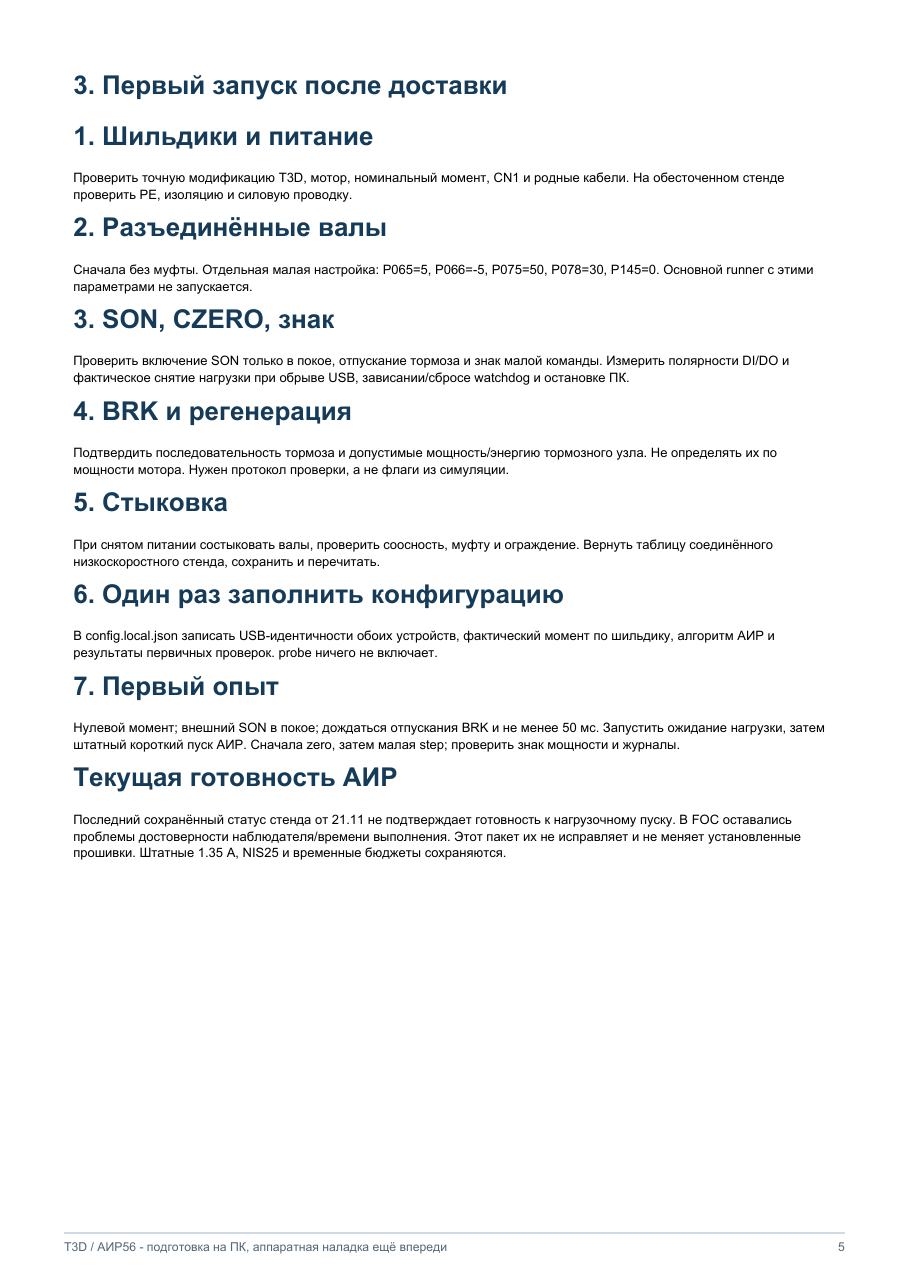 3. Первый запуск после доставки
1. Шильдики и питание
Проверить точную модификацию T3D, мотор, номинальный момент, CN1 и родные кабели. На обесточенном стенде
проверить PE, изоляцию и силовую проводку.
2. Разъединённые валы
Сначала без муфты. Отдельная малая настройка: P065=5, P066=-5, P075=50, P078=30, P145=0. Основной runner с этими
параметрами не запускается.
3. SON, CZERO, знак
Проверить включение SON только в покое, отпускание тормоза и знак малой команды. Измерить полярности DI/DO и
фактическое снятие нагрузки при обрыве USB, зависании/сбросе watchdog и остановке ПК.
4. BRK и регенерация
Подтвердить последовательность тормоза и допустимые мощность/энергию тормозного узла. Не определять их по
мощности мотора. Нужен протокол проверки, а не флаги из симуляции.
5. Стыковка
При снятом питании состыковать валы, проверить соосность, муфту и ограждение. Вернуть таблицу соединённого
низкоскоростного стенда, сохранить и перечитать.
6. Один раз заполнить конфигурацию
В config.local.json записать USB-идентичности обоих устройств, фактический момент по шильдику, алгоритм АИР и
результаты первичных проверок. probe ничего не включает.
7. Первый опыт
Нулевой момент; внешний SON в покое; дождаться отпускания BRK и не менее 50 мс. Запустить ожидание нагрузки, затем
штатный короткий пуск АИР. Сначала zero, затем малая step; проверить знак мощности и журналы.
Текущая готовность АИР
Последний сохранённый статус стенда от 21.11 не подтверждает готовность к нагрузочному пуску. В FOC оставались
проблемы достоверности наблюдателя/времени выполнения. Этот пакет их не исправляет и не меняет установленные
прошивки. Штатные 1.35 А, NIS25 и временные бюджеты сохраняются.
T3D / АИР56 - подготовка на ПК, аппаратная наладка ещё впереди
5